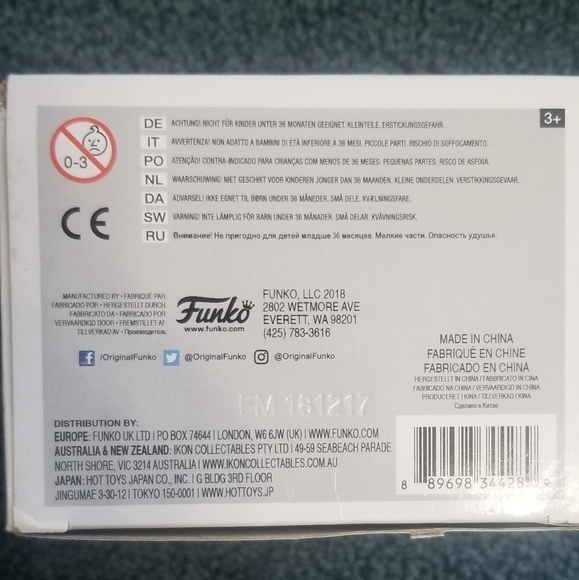 0-3
3+
DE ACHTUNG! NICHT FÜR KINDER UNTER 36 MONATEN GEEIGNET. KLEINTEILE. ERSTICKUNGSGEFAHR.
IT AVVERTENZA! NON ADATTO A BAMBINI DI ETÀ INFERIORE A 36 MESI. PICCOLE PARTI. RISCHIO DI SOFFOCAMENTO.
PO ATENÇÃO! CONTRA-INDICADO PARA CRIANÇAS COM MENOS DE 36 MESES. PEQUENAS PARTES. RISCO DE ASFIXIA.
NL WAARSCHUWING! NIET GESCHIKT VOOR KINDEREN JONGER DAN 36 MAANDEN. KLEINE ONDERDELEN. VERSTIKKINGSGEVAAR.
DA ADVARSEL! IKKE EGNET TIL BØRN UNDER 36 MÅNEDER. SMÅ DELE. KVÆLNINGSFARE.
SW VARNING! INTE LÄMPLIG FÖR BARN UNDER 36 MÅNADER. SMÅ DELAR. KVÄVNINGSRISK.
RU Внимание! Не пригодно для детей младше 36 месяцев. Мелкие части. Опасность удушья.
CE
MANUFACTURED BY • FABRIQUÉ PAR
FABRICADO POR • HERGESTELLT DURCH
FABBRICATO DA • FABRICADO POR
VERVAARDIGD DOOR • FREMSTILLET AF
TILLVERKAD AV • Производитель
Funko
www.funko.com
FUNKO, LLC 2018
2802 WETMORE AVE
EVERETT, WA 98201
(425) 783-3616
f /OriginalFunko @OriginalFunko @OriginalFunko
MADE IN CHINA
FABRIQUÉ EN CHINE
FABRICADO EN CHINA
HERGESTELLT IN CHINA / FABBRICATO IN CINA
FABRICADO NA CHINA / VERVAARDIGD IN CHINA
PRODUCERET I KINA / TILLVERKAD I KINA
Сделано в Китае
FM 181217
DISTRIBUTION BY:
EUROPE: FUNKO UK LTD | PO BOX 74644 | LONDON, W6 6JW (UK) | WWW.FUNKO.COM
AUSTRALIA & NEW ZEALAND: IKON COLLECTABLES PTY LTD | 49-59 SEABEACH PARADE
NORTH SHORE, VIC 3214 AUSTRALIA | WWW.IKONCOLLECTABLES.COM.AU
JAPAN: HOT TOYS JAPAN CO., INC. | G BLDG 3RD FLOOR
JINGUMAE 3-30-12 | TOKYO 150-0001 | WWW.HOTTOYS.JP
8 89698 34428